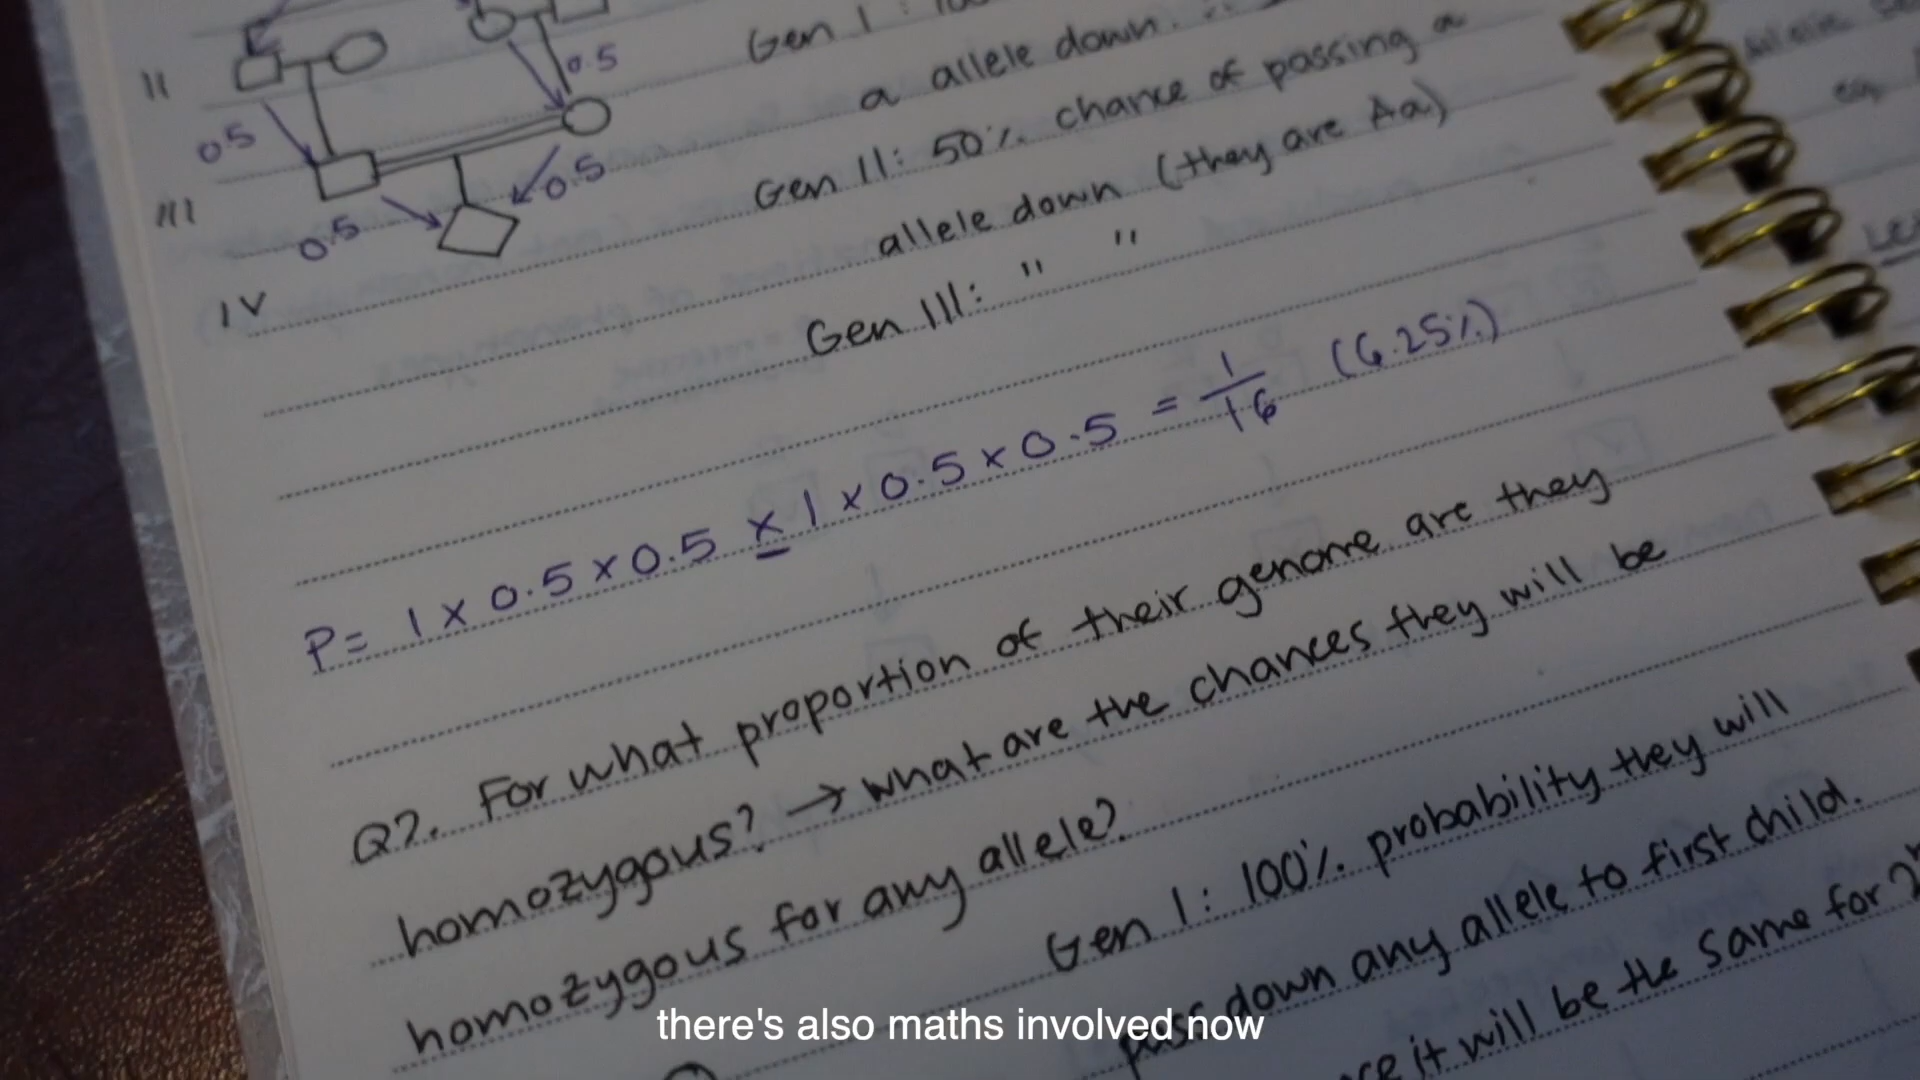 Gen I :
II
0.5
a allele down.
0.5
Gen II: 50% chance of passing a
allele down (they are Aa)
III
0.5
0.5
Gen III: " "
IV
P= 1 x 0.5 x 0.5 x 1 x 0.5 x 0.5 = 1/16 (6.25%)
Q2. For what proportion of their genome are they
homozygous? → what are the chances they will be
homozygous for any allele?
Gen I : 100% probability they will
pass down any allele to first child.
it will be the same for 2
there's also maths involved now